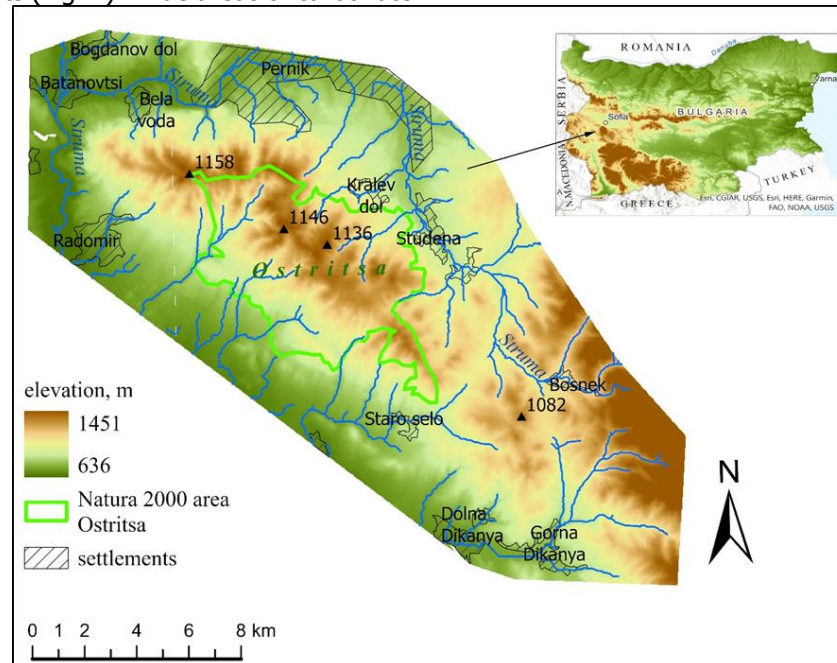 Bogdanov dol
Batanovtsi
Struma
Pernik
Bela
voda
Struma
Struma
1158
Kralev
dol
1146
1136
Studena
Radomir
Ostritsa
Struma
Bosnek
1082
Staro selo
Dolna
Dikanya
Gorna
Dikanya
elevation, m
1451
636
Natura 2000 area
Ostritsa
settlements
0 1 2 4 6 8 km
N
ROMANIA
Danube
Varna
SERBIA
Sofia
BULGARIA
N.MACEDONIA
TURKEY
GREECE
Esri, CGIAR, USGS, Esri, HERE, Garmin,
FAO, NOAA, USGS